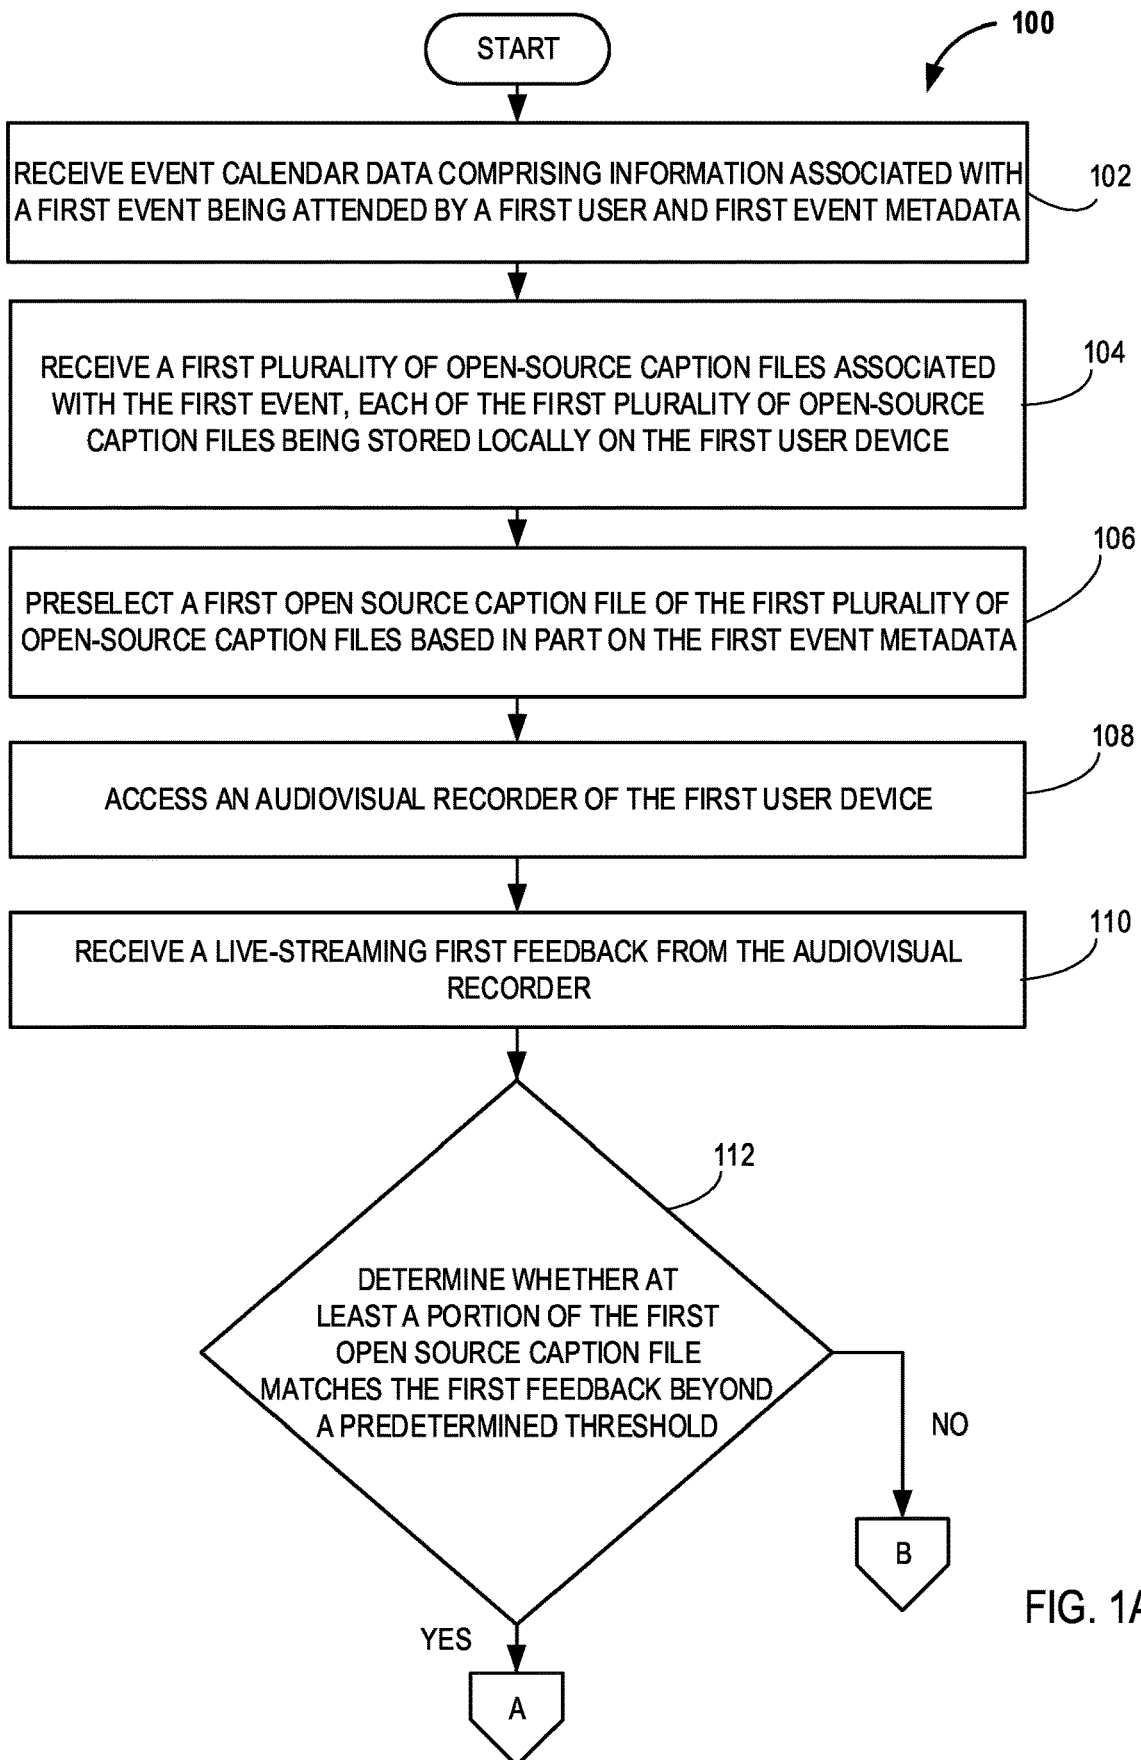 START
100
RECEIVE EVENT CALENDAR DATA COMPRISING INFORMATION ASSOCIATED WITH
A FIRST EVENT BEING ATTENDED BY A FIRST USER AND FIRST EVENT METADATA
102
RECEIVE A FIRST PLURALITY OF OPEN-SOURCE CAPTION FILES ASSOCIATED
WITH THE FIRST EVENT, EACH OF THE FIRST PLURALITY OF OPEN-SOURCE
CAPTION FILES BEING STORED LOCALLY ON THE FIRST USER DEVICE
104
PRESELECT A FIRST OPEN SOURCE CAPTION FILE OF THE FIRST PLURALITY OF
OPEN-SOURCE CAPTION FILES BASED IN PART ON THE FIRST EVENT METADATA
106
ACCESS AN AUDIOVISUAL RECORDER OF THE FIRST USER DEVICE
108
RECEIVE A LIVE-STREAMING FIRST FEEDBACK FROM THE AUDIOVISUAL
RECORDER
110
112
DETERMINE WHETHER AT
LEAST A PORTION OF THE FIRST
OPEN SOURCE CAPTION FILE
MATCHES THE FIRST FEEDBACK BEYOND
A PREDETERMINED THRESHOLD
NO
B
YES
A
FIG. 1A